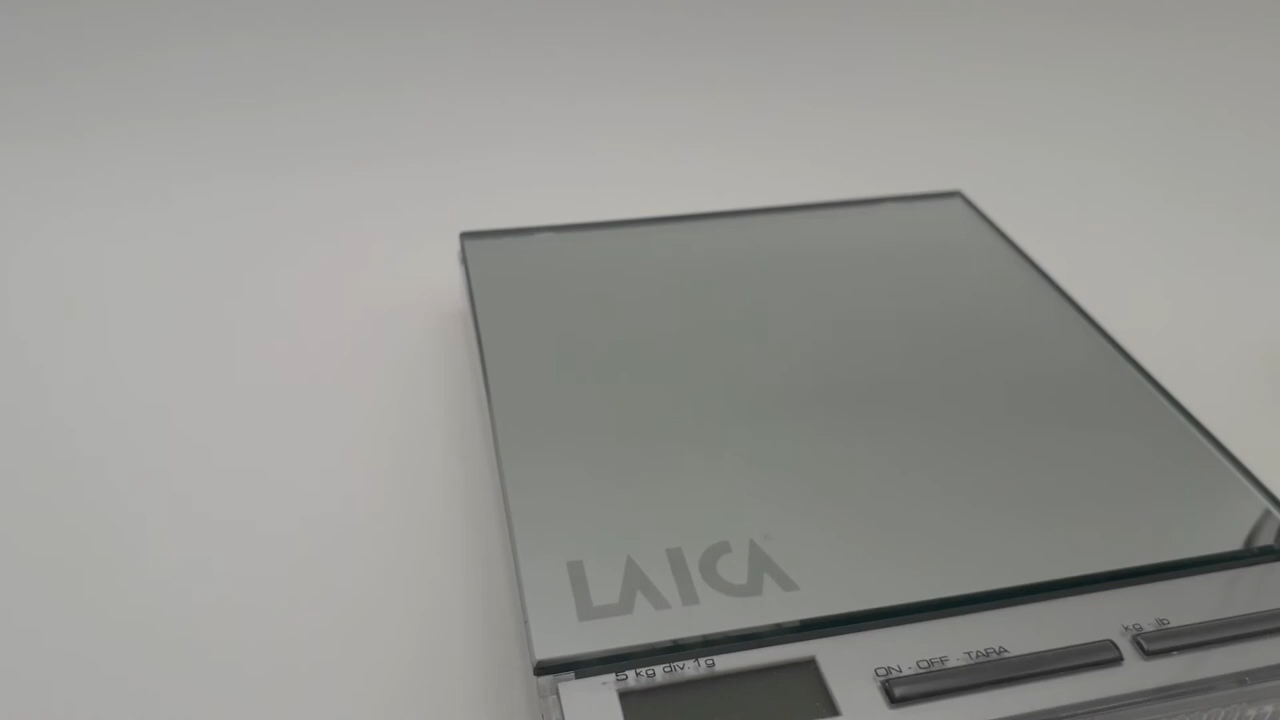 LAICA
5 kg div.1g
ON - OFF - TARA
kg - lb